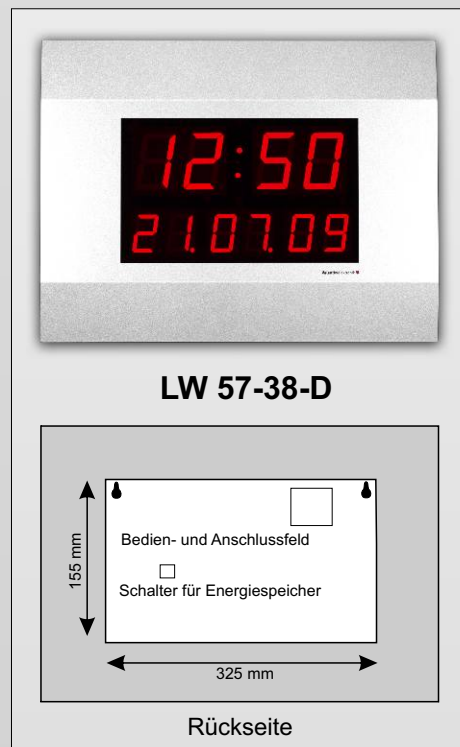 12:50
21.07.09
LW 57-38-D
Bedien- und Anschlussfeld
Schalter für Energiespeicher
155 mm
325 mm
Rückseite